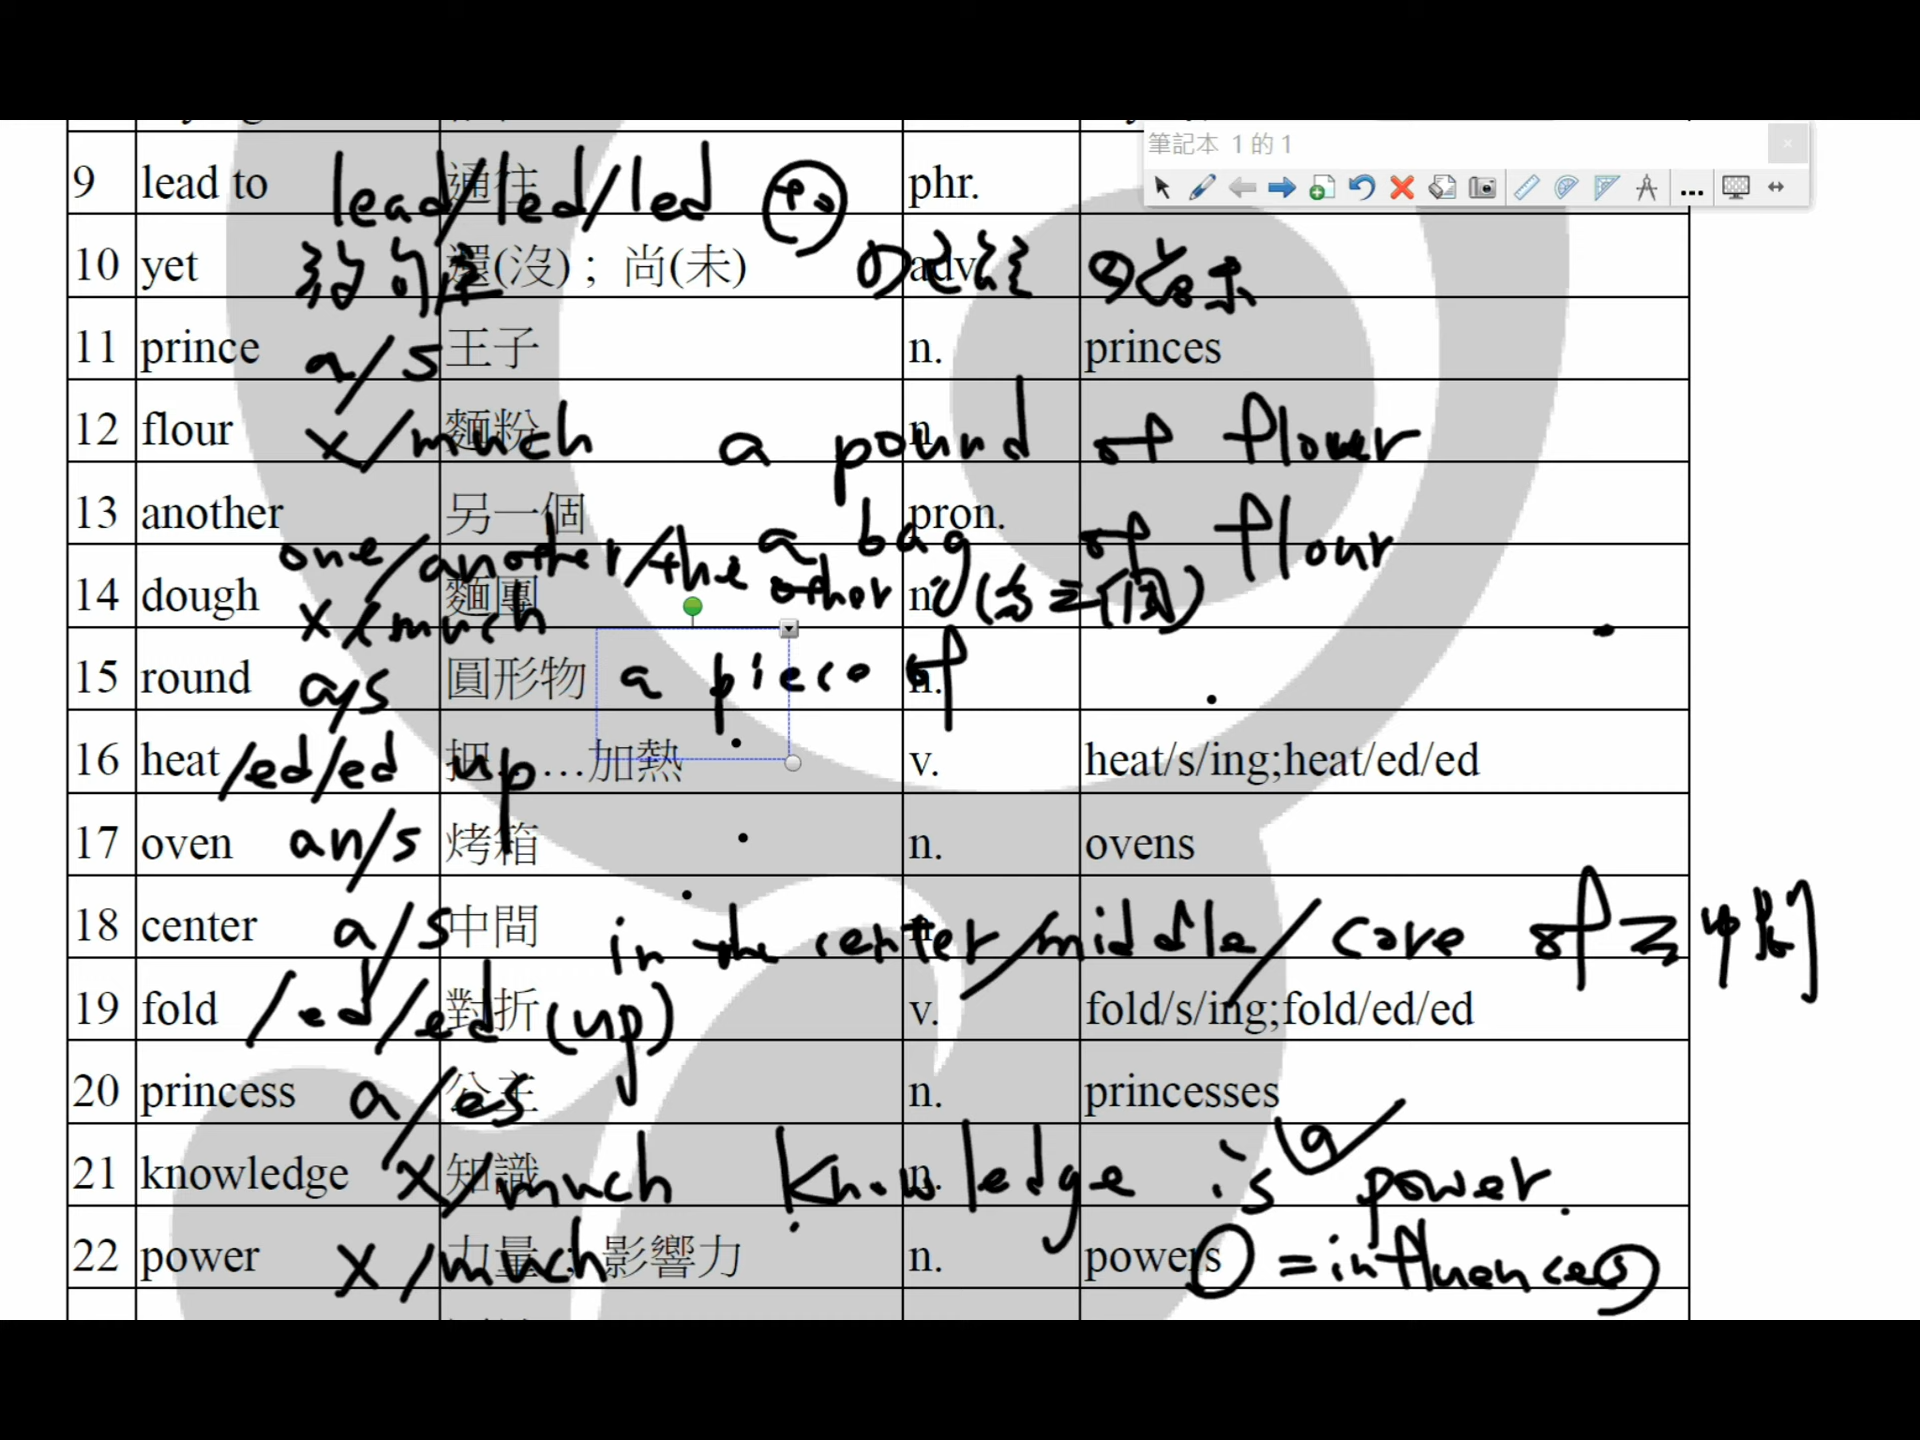 筆記本 1 的 1
9 lead to 通往 phr.
lead/led/led to
10 yet 還(沒)；尚(未) adv
11 prince 王子 n. princes
a/s
12 flour 麵粉 n.
x/much a pound of flower
13 another 另一個 pron.
a bag of flour
one/another/the other
14 dough 麵團 n
x/much
15 round 圓形物 n.
a/s a piece of
16 heat 把……加熱 v. heat/s/ing;heat/ed/ed
/ed/ed up
17 oven 烤箱 n. ovens
an/s
18 center 中間 n.
a/s in the center/middle/core of
19 fold 對折 v. fold/s/ing;fold/ed/ed
/ed/ed (up)
20 princess 公主 n. princesses
a/es
21 knowledge 知識 n.
x/much knowledge is a power.
22 power 力量；影響力 n. powers
x/much =influence(s)